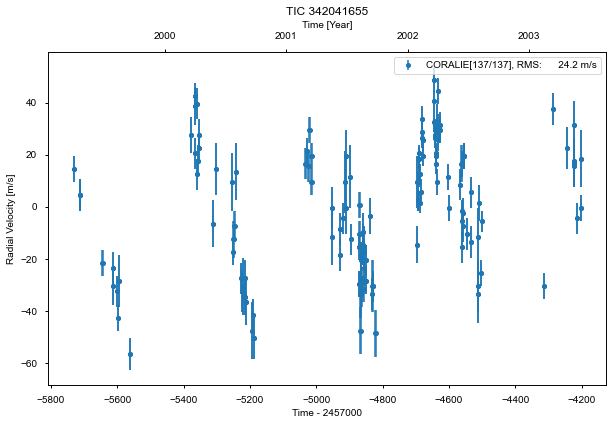 TIC 342041655
Time [Year]
2000 2001 2002 2003
CORALIE[137/137], RMS: 24.2 m/s
Radial Velocity [m/s]
40
20
0
−20
−40
−60
−5800 −5600 −5400 −5200 −5000 −4800 −4600 −4400 −4200
Time - 2457000